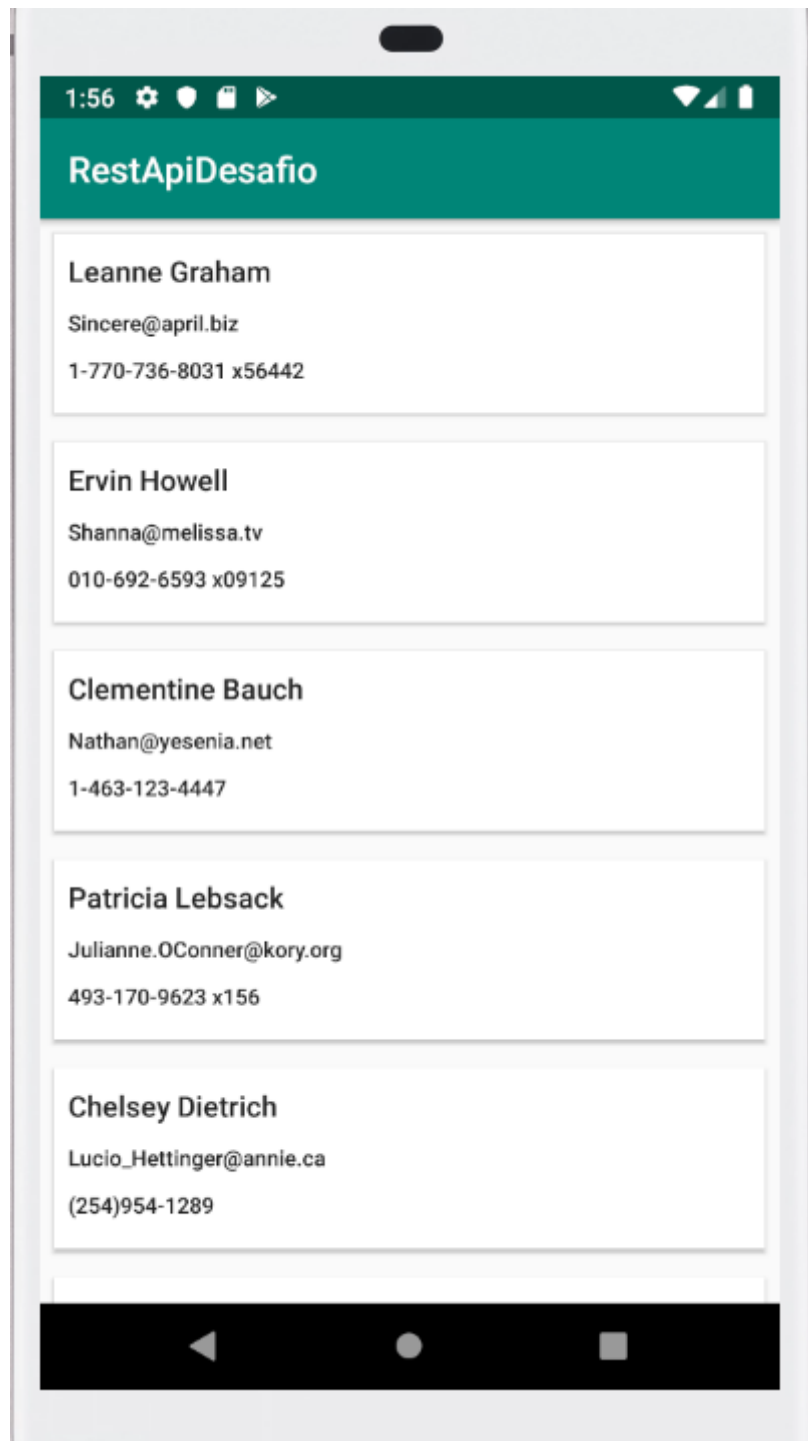 1:56
RestApiDesafio
Leanne Graham
Sincere@april.biz
1-770-736-8031 x56442
Ervin Howell
Shanna@melissa.tv
010-692-6593 x09125
Clementine Bauch
Nathan@yesenia.net
1-463-123-4447
Patricia Lebsack
Julianne.OConner@kory.org
493-170-9623 x156
Chelsey Dietrich
Lucio_Hettinger@annie.ca
(254)954-1289